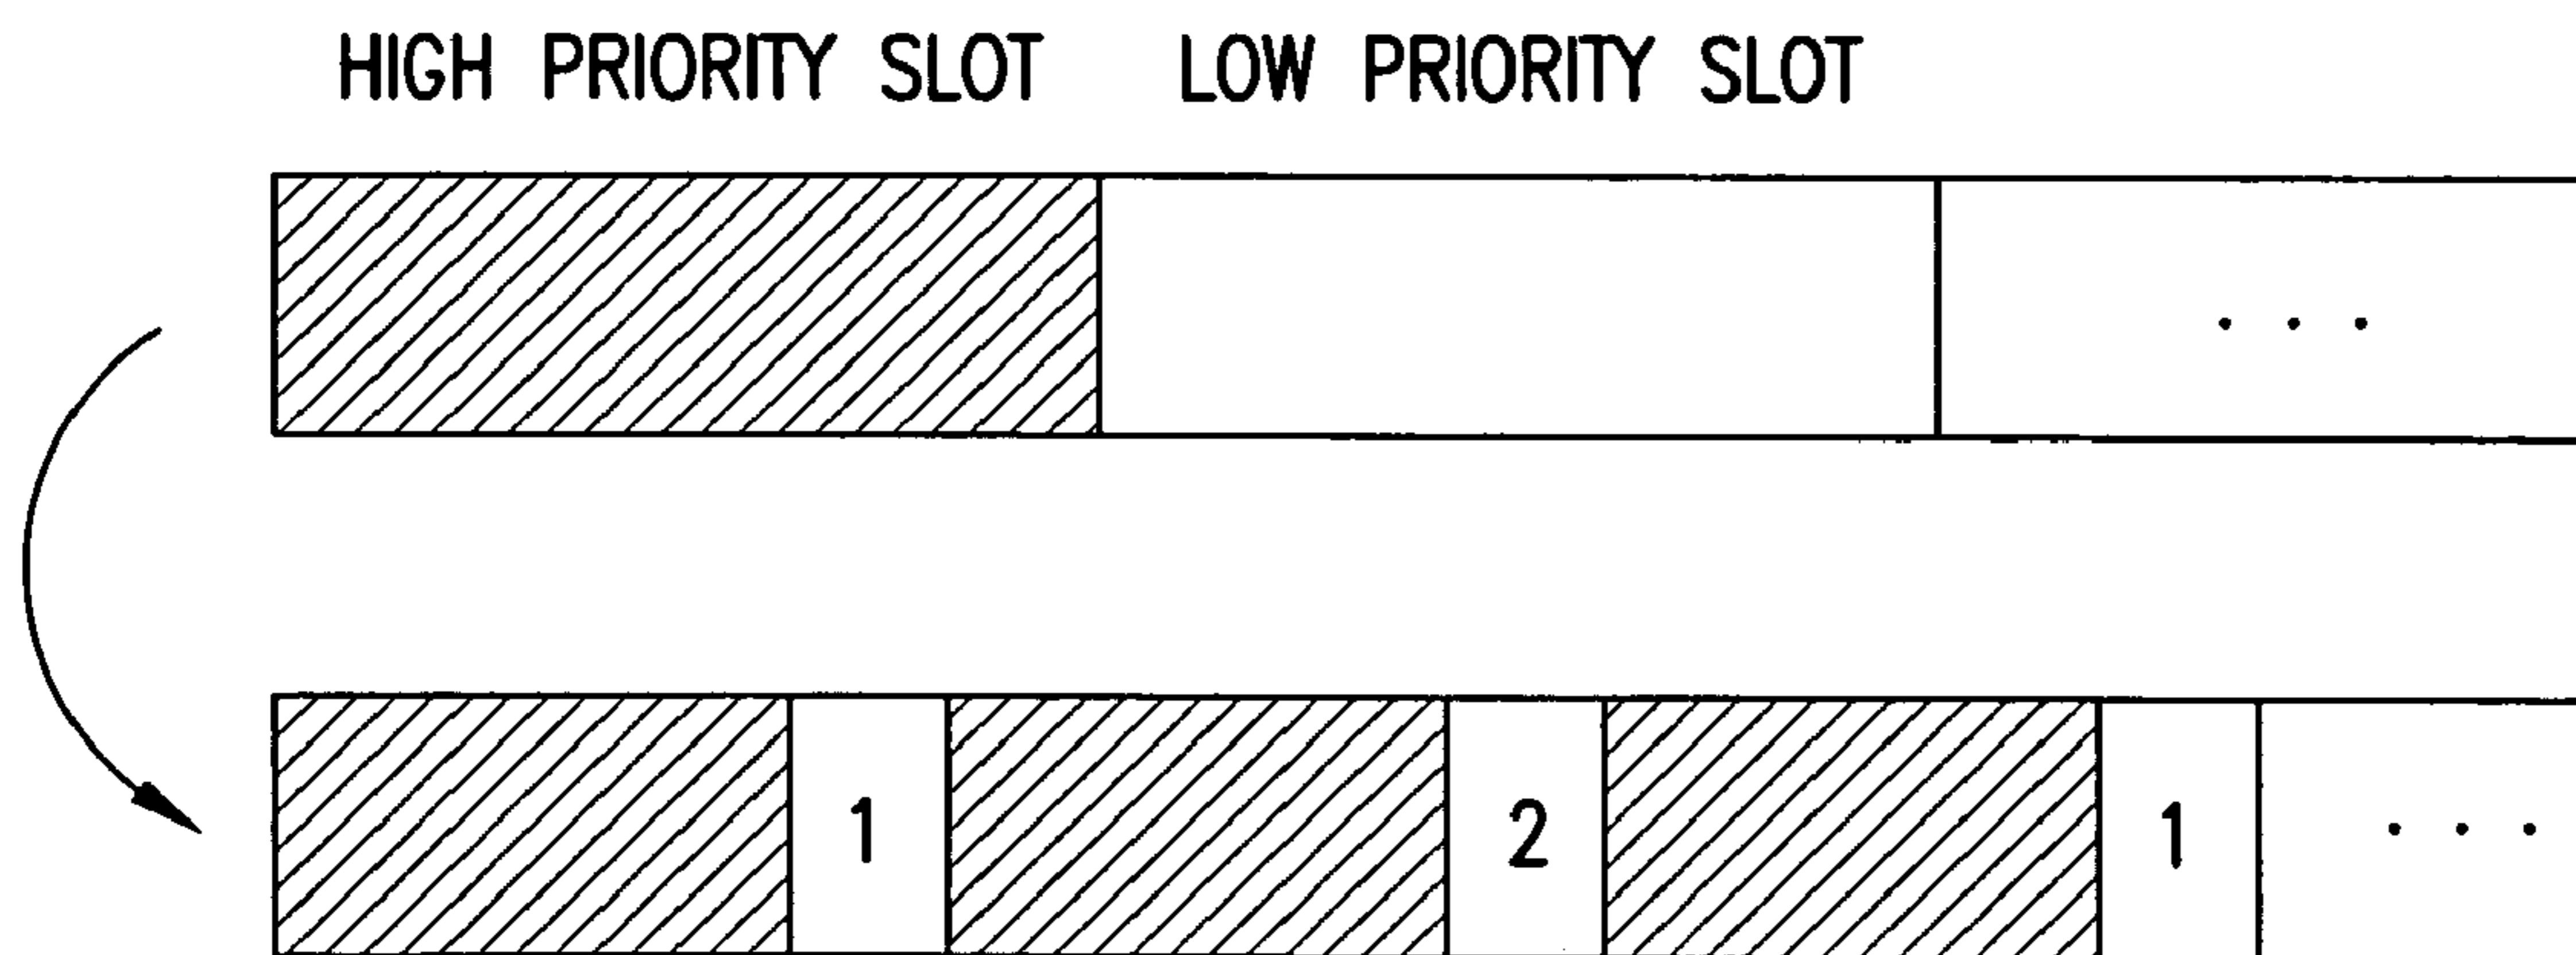 HIGH PRIORITY SLOT LOW PRIORITY SLOT
. . .
1 2 1 . . .